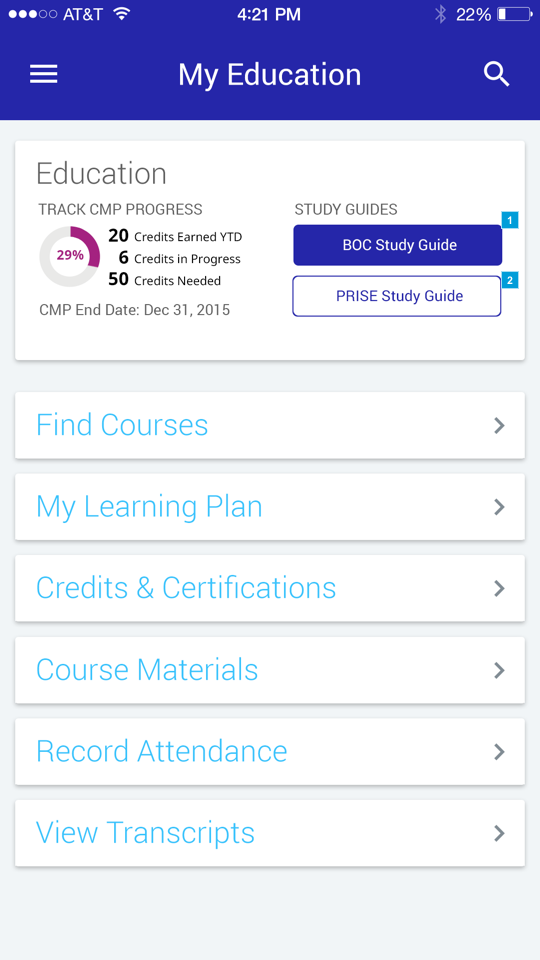 AT&T 4:21 PM 22%
My Education
Education
TRACK CMP PROGRESS
29%
20 Credits Earned YTD
6 Credits in Progress
50 Credits Needed
CMP End Date: Dec 31, 2015
STUDY GUIDES
1
BOC Study Guide
2
PRISE Study Guide
Find Courses
My Learning Plan
Credits & Certifications
Course Materials
Record Attendance
View Transcripts